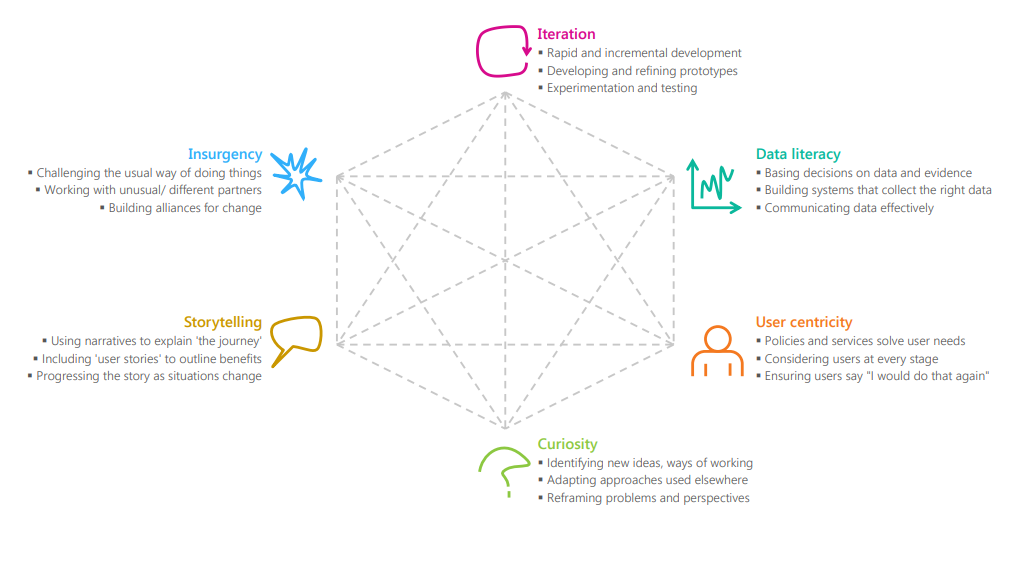 Iteration
▪ Rapid and incremental development
▪ Developing and refining prototypes
▪ Experimentation and testing
Insurgency
▪ Challenging the usual way of doing things
▪ Working with unusual/ different partners
▪ Building alliances for change
Data literacy
▪ Basing decisions on data and evidence
▪ Building systems that collect the right data
▪ Communicating data effectively
Storytelling
▪ Using narratives to explain 'the journey'
▪ Including 'user stories' to outline benefits
▪ Progressing the story as situations change
User centricity
▪ Policies and services solve user needs
▪ Considering users at every stage
▪ Ensuring users say "I would do that again"
Curiosity
▪ Identifying new ideas, ways of working
▪ Adapting approaches used elsewhere
▪ Reframing problems and perspectives